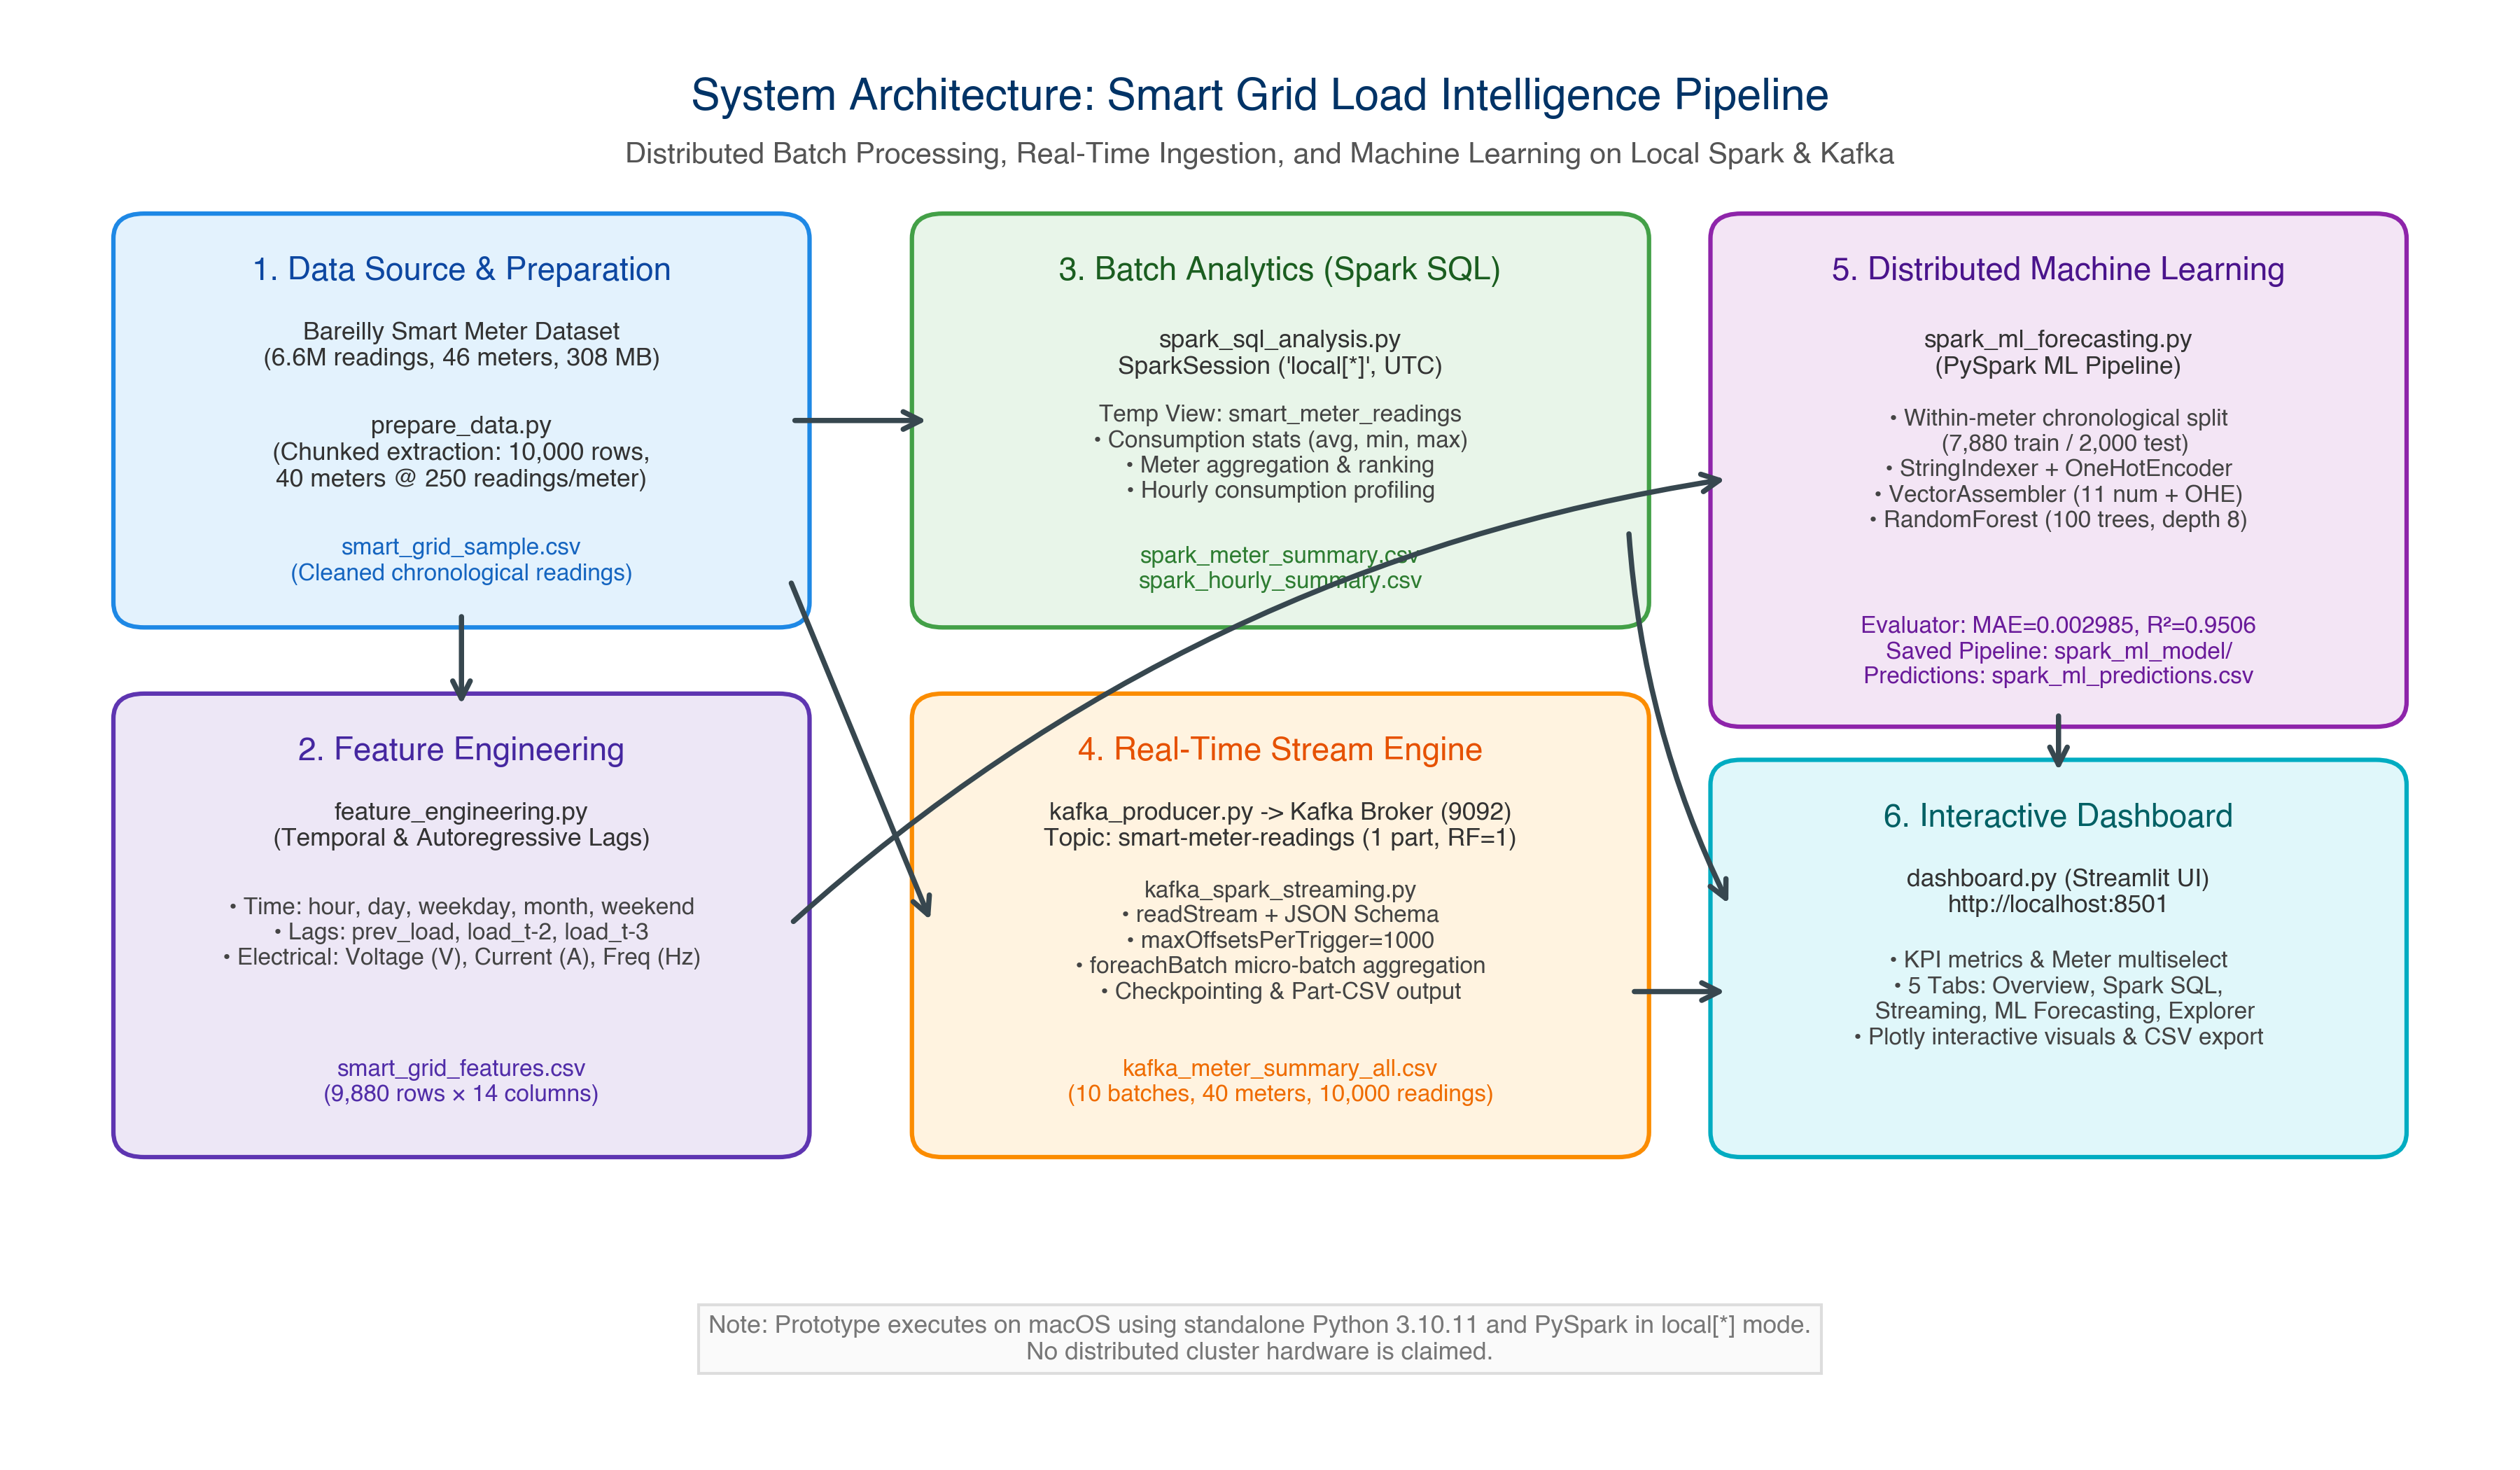 System Architecture: Smart Grid Load Intelligence Pipeline
Distributed Batch Processing, Real-Time Ingestion, and Machine Learning on Local Spark & Kafka
1. Data Source & Preparation
Bareilly Smart Meter Dataset
(6.6M readings, 46 meters, 308 MB)
prepare_data.py
(Chunked extraction: 10,000 rows,
40 meters @ 250 readings/meter)
smart_grid_sample.csv
(Cleaned chronological readings)
2. Feature Engineering
feature_engineering.py
(Temporal & Autoregressive Lags)
• Time: hour, day, weekday, month, weekend
• Lags: prev_load, load_t-2, load_t-3
• Electrical: Voltage (V), Current (A), Freq (Hz)
smart_grid_features.csv
(9,880 rows × 14 columns)
3. Batch Analytics (Spark SQL)
spark_sql_analysis.py
SparkSession ('local[*]', UTC)
Temp View: smart_meter_readings
• Consumption stats (avg, min, max)
• Meter aggregation & ranking
• Hourly consumption profiling
spark_meter_summary.csv
spark_hourly_summary.csv
4. Real-Time Stream Engine
kafka_producer.py -> Kafka Broker (9092)
Topic: smart-meter-readings (1 part, RF=1)
kafka_spark_streaming.py
• readStream + JSON Schema
• maxOffsetsPerTrigger=1000
• foreachBatch micro-batch aggregation
• Checkpointing & Part-CSV output
kafka_meter_summary_all.csv
(10 batches, 40 meters, 10,000 readings)
5. Distributed Machine Learning
spark_ml_forecasting.py
(PySpark ML Pipeline)
• Within-meter chronological split
(7,880 train / 2,000 test)
• StringIndexer + OneHotEncoder
• VectorAssembler (11 num + OHE)
• RandomForest (100 trees, depth 8)
Evaluator: MAE=0.002985, R²=0.9506
Saved Pipeline: spark_ml_model/
Predictions: spark_ml_predictions.csv
6. Interactive Dashboard
dashboard.py (Streamlit UI)
http://localhost:8501
• KPI metrics & Meter multiselect
• 5 Tabs: Overview, Spark SQL,
Streaming, ML Forecasting, Explorer
• Plotly interactive visuals & CSV export
Note: Prototype executes on macOS using standalone Python 3.10.11 and PySpark in local[*] mode.
No distributed cluster hardware is claimed.